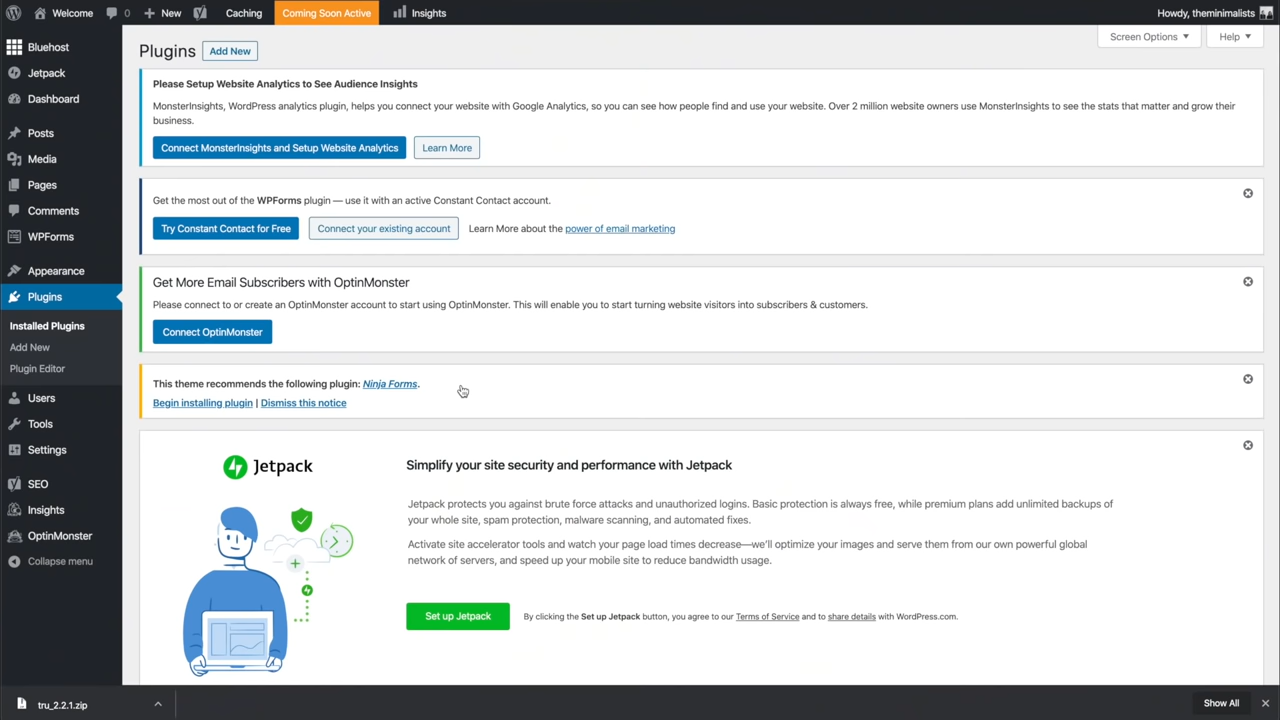 Welcome 0 New Caching Coming Soon Active Insights Howdy, theminimalists
Bluehost
Jetpack
Dashboard
Posts
Media
Pages
Comments
WPForms
Appearance
Plugins
Installed Plugins
Add New
Plugin Editor
Users
Tools
Settings
SEO
Insights
OptinMonster
Collapse menu
Screen Options Help
Plugins Add New
Please Setup Website Analytics to See Audience Insights
MonsterInsights, WordPress analytics plugin, helps you connect your website with Google Analytics, so you can see how people find and use your website. Over 2 million website owners use MonsterInsights to see the stats that matter and grow their
business.
Connect MonsterInsights and Setup Website Analytics Learn More
Get the most out of the WPForms plugin — use it with an active Constant Contact account.
Try Constant Contact for Free Connect your existing account Learn More about the power of email marketing
Get More Email Subscribers with OptinMonster
Please connect to or create an OptinMonster account to start using OptinMonster. This will enable you to start turning website visitors into subscribers & customers.
Connect OptinMonster
This theme recommends the following plugin: Ninja Forms.
Begin installing plugin | Dismiss this notice
Jetpack
Simplify your site security and performance with Jetpack
Jetpack protects you against brute force attacks and unauthorized logins. Basic protection is always free, while premium plans add unlimited backups of
your whole site, spam protection, malware scanning, and automated fixes.
Activate site accelerator tools and watch your page load times decrease—we'll optimize your images and serve them from our own powerful global
network of servers, and speed up your mobile site to reduce bandwidth usage.
Set up Jetpack By clicking the Set up Jetpack button, you agree to our Terms of Service and to share details with WordPress.com.
tru_2.2.1.zip Show All